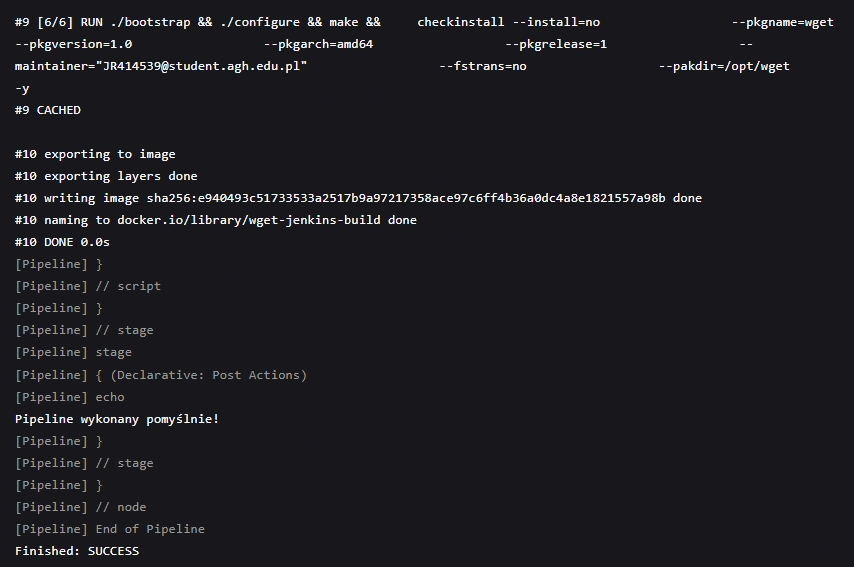 #9 [6/6] RUN ./bootstrap && ./configure && make &&     checkinstall --install=no                  --pkgname=wget
--pkgversion=1.0                  --pkgarch=amd64                  --pkgrelease=1                  --
maintainer="JR414539@student.agh.edu.pl"                  --fstrans=no                  --pakdir=/opt/wget
-y
#9 CACHED

#10 exporting to image
#10 exporting layers done
#10 writing image sha256:e940493c51733533a2517b9a97217358ace97c6ff4b36a0dc4a8e1821557a98b done
#10 naming to docker.io/library/wget-jenkins-build done
#10 DONE 0.0s
[Pipeline] }
[Pipeline] // script
[Pipeline] }
[Pipeline] // stage
[Pipeline] stage
[Pipeline] { (Declarative: Post Actions)
[Pipeline] echo
Pipeline wykonany pomyślnie!
[Pipeline] }
[Pipeline] // stage
[Pipeline] }
[Pipeline] // node
[Pipeline] End of Pipeline
Finished: SUCCESS